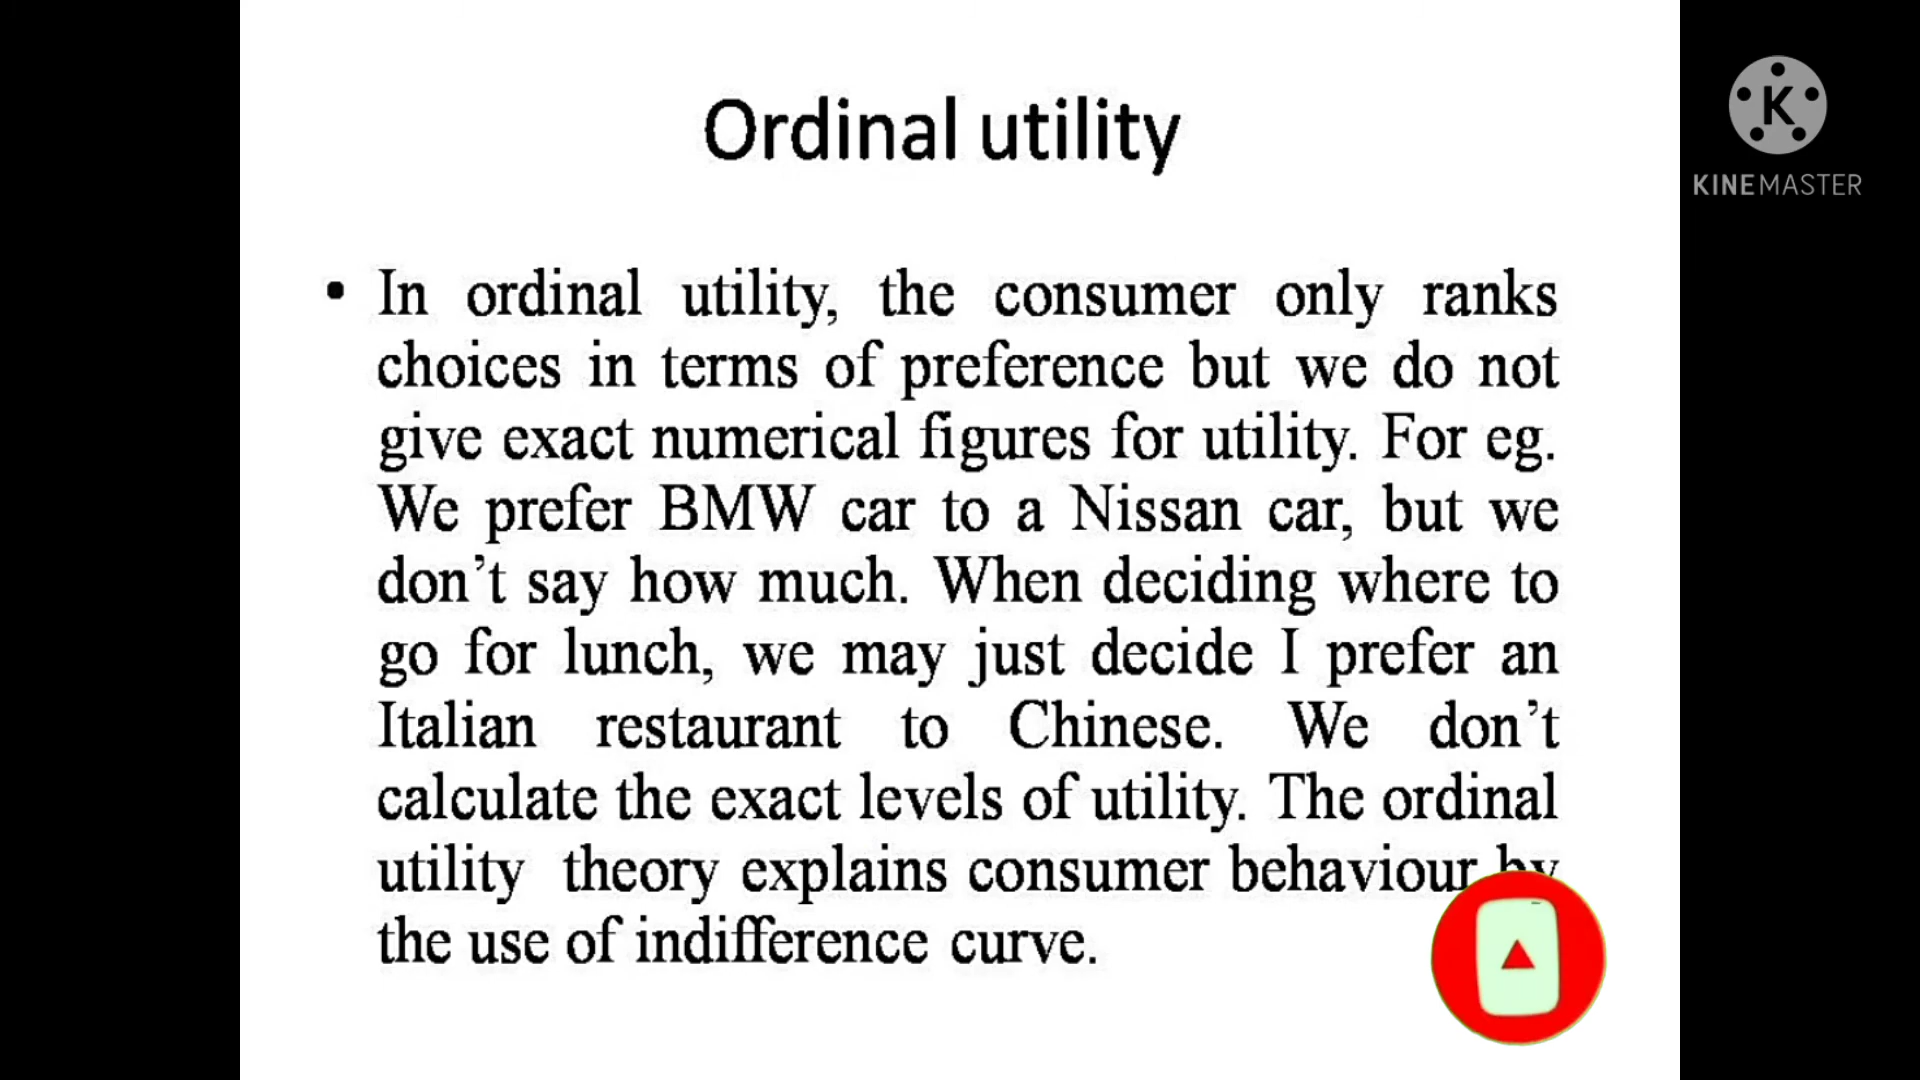 Ordinal utility
K
KINEMASTER
• In ordinal utility, the consumer only ranks
choices in terms of preference but we do not
give exact numerical figures for utility. For eg.
We prefer BMW car to a Nissan car, but we
don't say how much. When deciding where to
go for lunch, we may just decide I prefer an
Italian restaurant to Chinese. We don't
calculate the exact levels of utility. The ordinal
utility theory explains consumer behaviour by
the use of indifference curve.